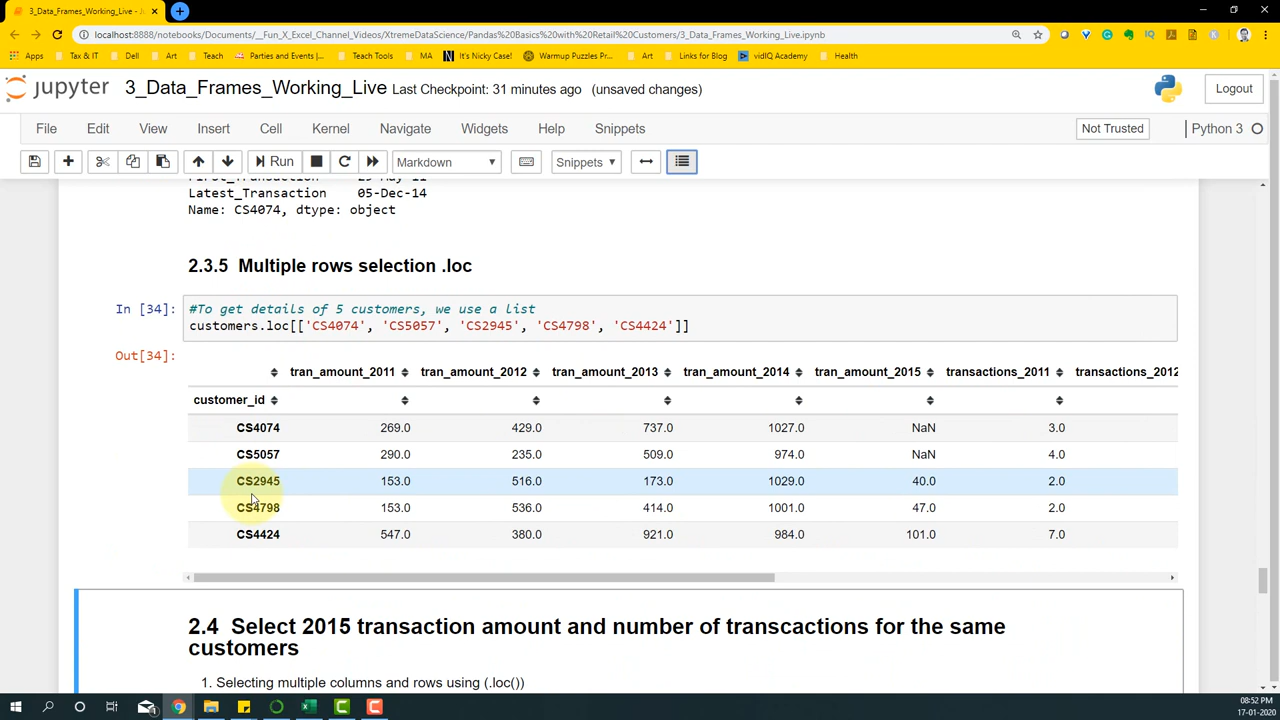 3_Data_Frames_Working_Live - Ju
localhost:8888/notebooks/Documents/__Fun_X_Excel_Channel_Videos/XtremeDataScience/Pandas%20Basics%20with%20Retail%20Customers/3_Data_Frames_Working_Live.ipynb
Apps Tax & IT Dell Art Teach Parties and Events |... Teach Tools MA It's Nicky Case! Warmup Puzzles Pr... Art Links for Blog vidIQ Academy Health
jupyter 3_Data_Frames_Working_Live Last Checkpoint: 31 minutes ago (unsaved changes) Logout
File Edit View Insert Cell Kernel Navigate Widgets Help Snippets Not Trusted Python 3
Run Markdown Snippets
Latest_Transaction 05-Dec-14
Name: CS4074, dtype: object
2.3.5 Multiple rows selection .loc
In [34]: #To get details of 5 customers, we use a list
customers.loc[['CS4074', 'CS5057', 'CS2945', 'CS4798', 'CS4424']]
Out[34]:
tran_amount_2011 tran_amount_2012 tran_amount_2013 tran_amount_2014 tran_amount_2015 transactions_2011 transactions_2012
customer_id
CS4074 269.0 429.0 737.0 1027.0 NaN 3.0
CS5057 290.0 235.0 509.0 974.0 NaN 4.0
CS2945 153.0 516.0 173.0 1029.0 40.0 2.0
CS4798 153.0 536.0 414.0 1001.0 47.0 2.0
CS4424 547.0 380.0 921.0 984.0 101.0 7.0
2.4 Select 2015 transaction amount and number of transcactions for the same
customers
1. Selecting multiple columns and rows using (.loc())
08:52 PM
17-01-2020